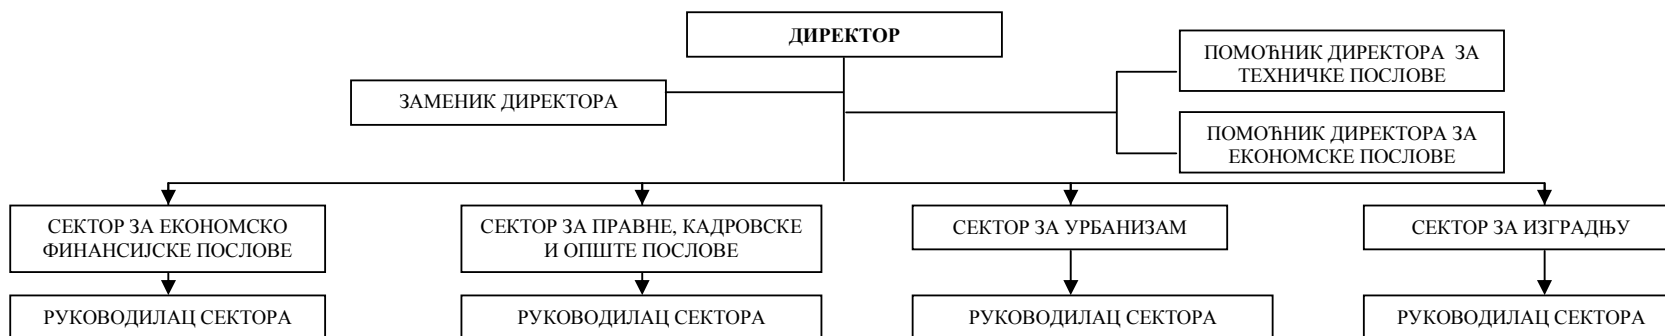 ДИРЕКТОР
ПОМОЋНИК ДИРЕКТОРА ЗА
ТЕХНИЧКЕ ПОСЛОВЕ
ЗАМЕНИК ДИРЕКТОРА
ПОМОЋНИК ДИРЕКТОРА ЗА
ЕКОНОМСКЕ ПОСЛОВЕ
СЕКТОР ЗА ЕКОНОМСКО
ФИНАНСИЈСКЕ ПОСЛОВЕ
СЕКТОР ЗА ПРАВНЕ, КАДРОВСКЕ
И ОПШТЕ ПОСЛОВЕ
СЕКТОР ЗА УРБАНИЗАМ
СЕКТОР ЗА ИЗГРАДЊУ
РУКОВОДИЛАЦ СЕКТОРА
РУКОВОДИЛАЦ СЕКТОРА
РУКОВОДИЛАЦ СЕКТОРА
РУКОВОДИЛАЦ СЕКТОРА